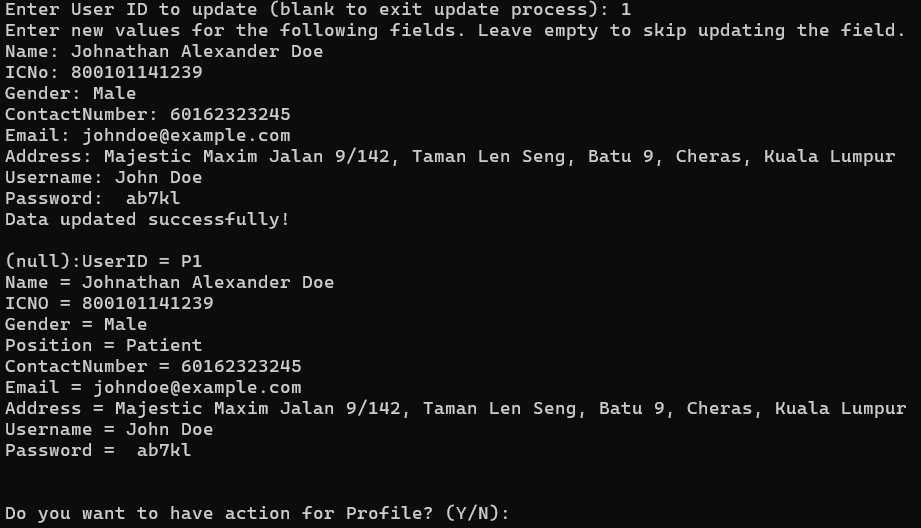 Enter User ID to update (blank to exit update process): 1
Enter new values for the following fields. Leave empty to skip updating the field.
Name: Johnathan Alexander Doe
ICNo: 800101141239
Gender: Male
ContactNumber: 60162323245
Email: johndoe@example.com
Address: Majestic Maxim Jalan 9/142, Taman Len Seng, Batu 9, Cheras, Kuala Lumpur
Username: John Doe
Password:  ab7kl
Data updated successfully!

(null):UserID = P1
Name = Johnathan Alexander Doe
ICNO = 800101141239
Gender = Male
Position = Patient
ContactNumber = 60162323245
Email = johndoe@example.com
Address = Majestic Maxim Jalan 9/142, Taman Len Seng, Batu 9, Cheras, Kuala Lumpur
Username = John Doe
Password =  ab7kl

Do you want to have action for Profile? (Y/N):